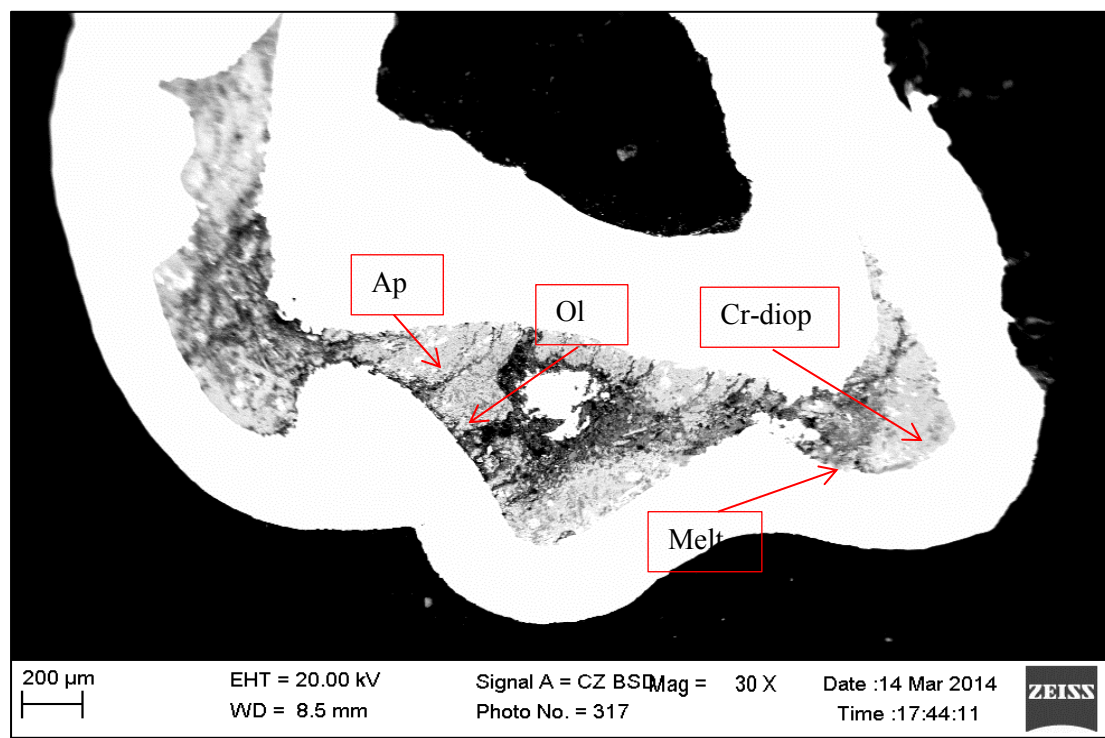 Ap
Ol
Cr-diop
Melt
200 µm
EHT = 20.00 kV
WD = 8.5 mm
Signal A = CZ BSD
Photo No. = 317
Mag = 30 X
Date :14 Mar 2014
Time :17:44:11
ZEISS